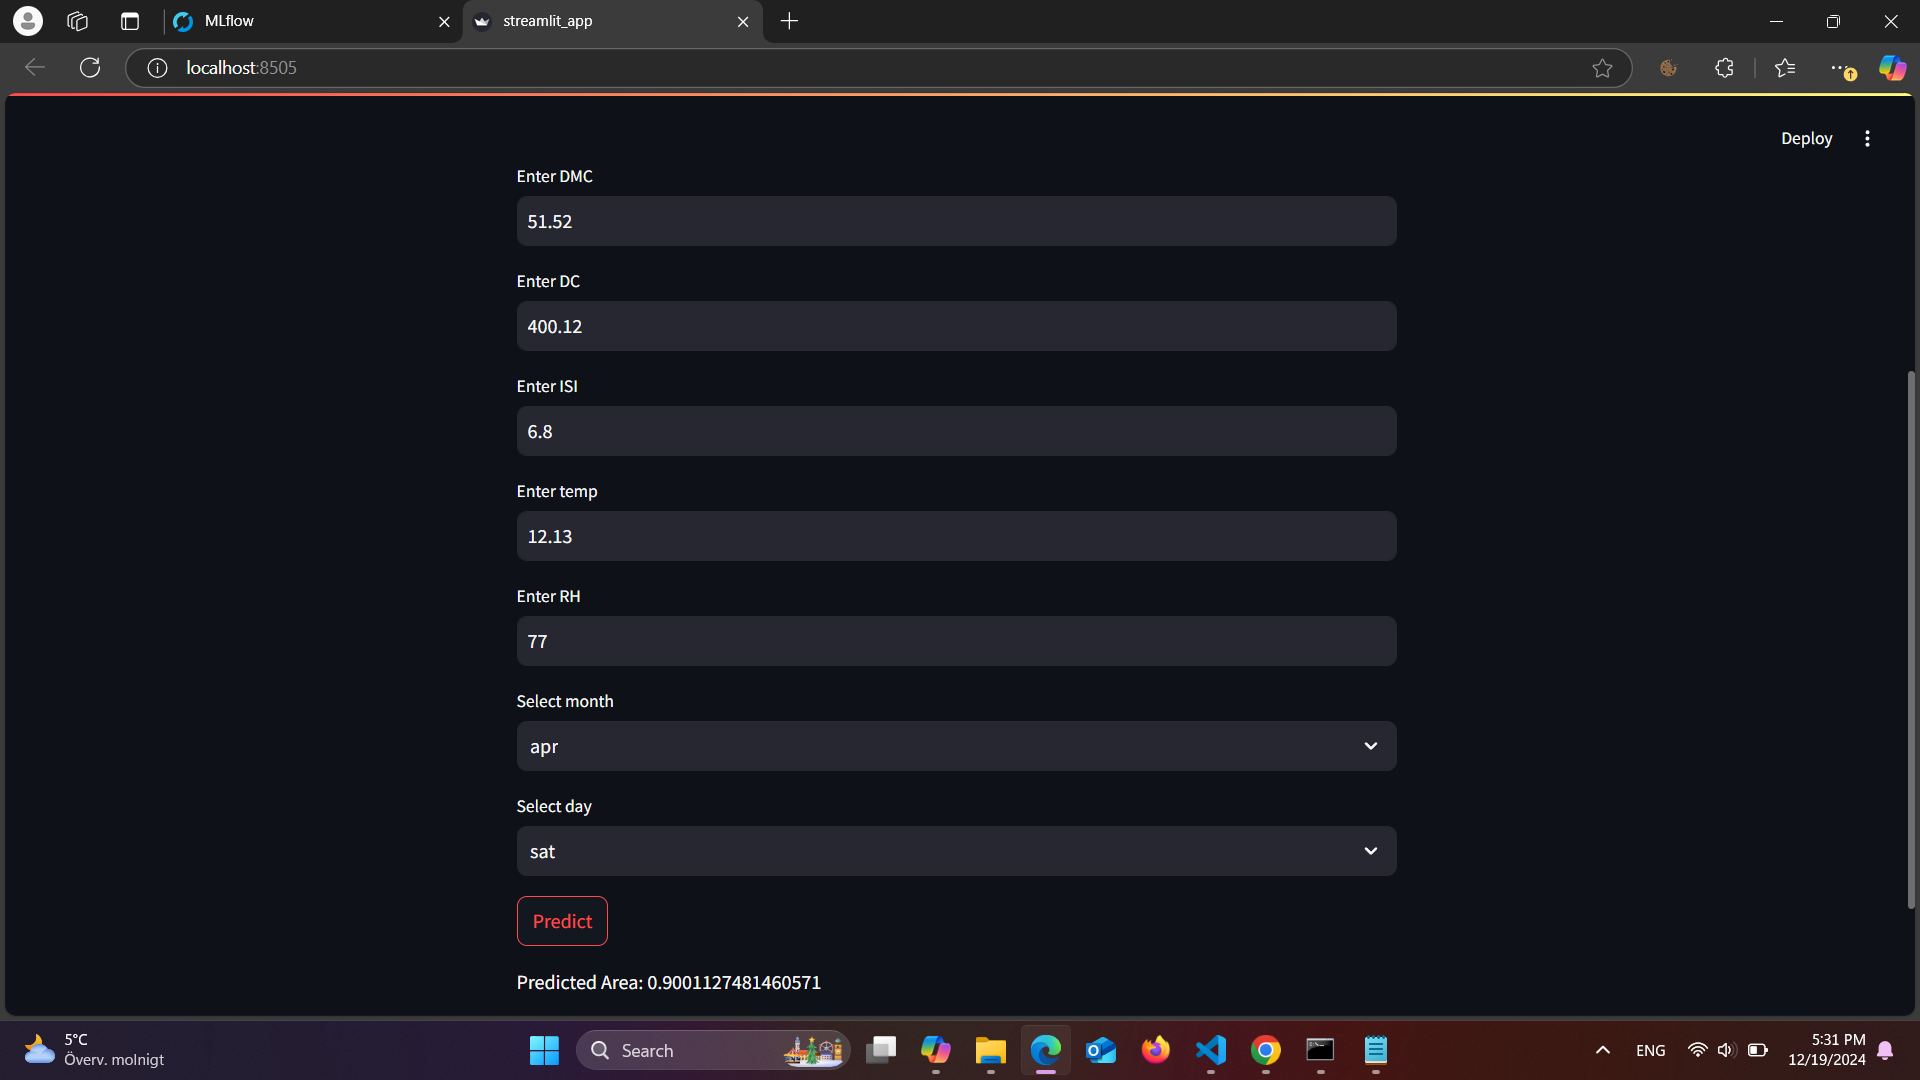 MLflow
streamlit_app
localhost:8505
Deploy
Enter DMC
51.52
Enter DC
400.12
Enter ISI
6.8
Enter temp
12.13
Enter RH
77
Select month
apr
Select day
sat
Predict
Predicted Area: 0.9001127481460571
5°C
Överv. molnigt
Search
ENG
5:31 PM
12/19/2024